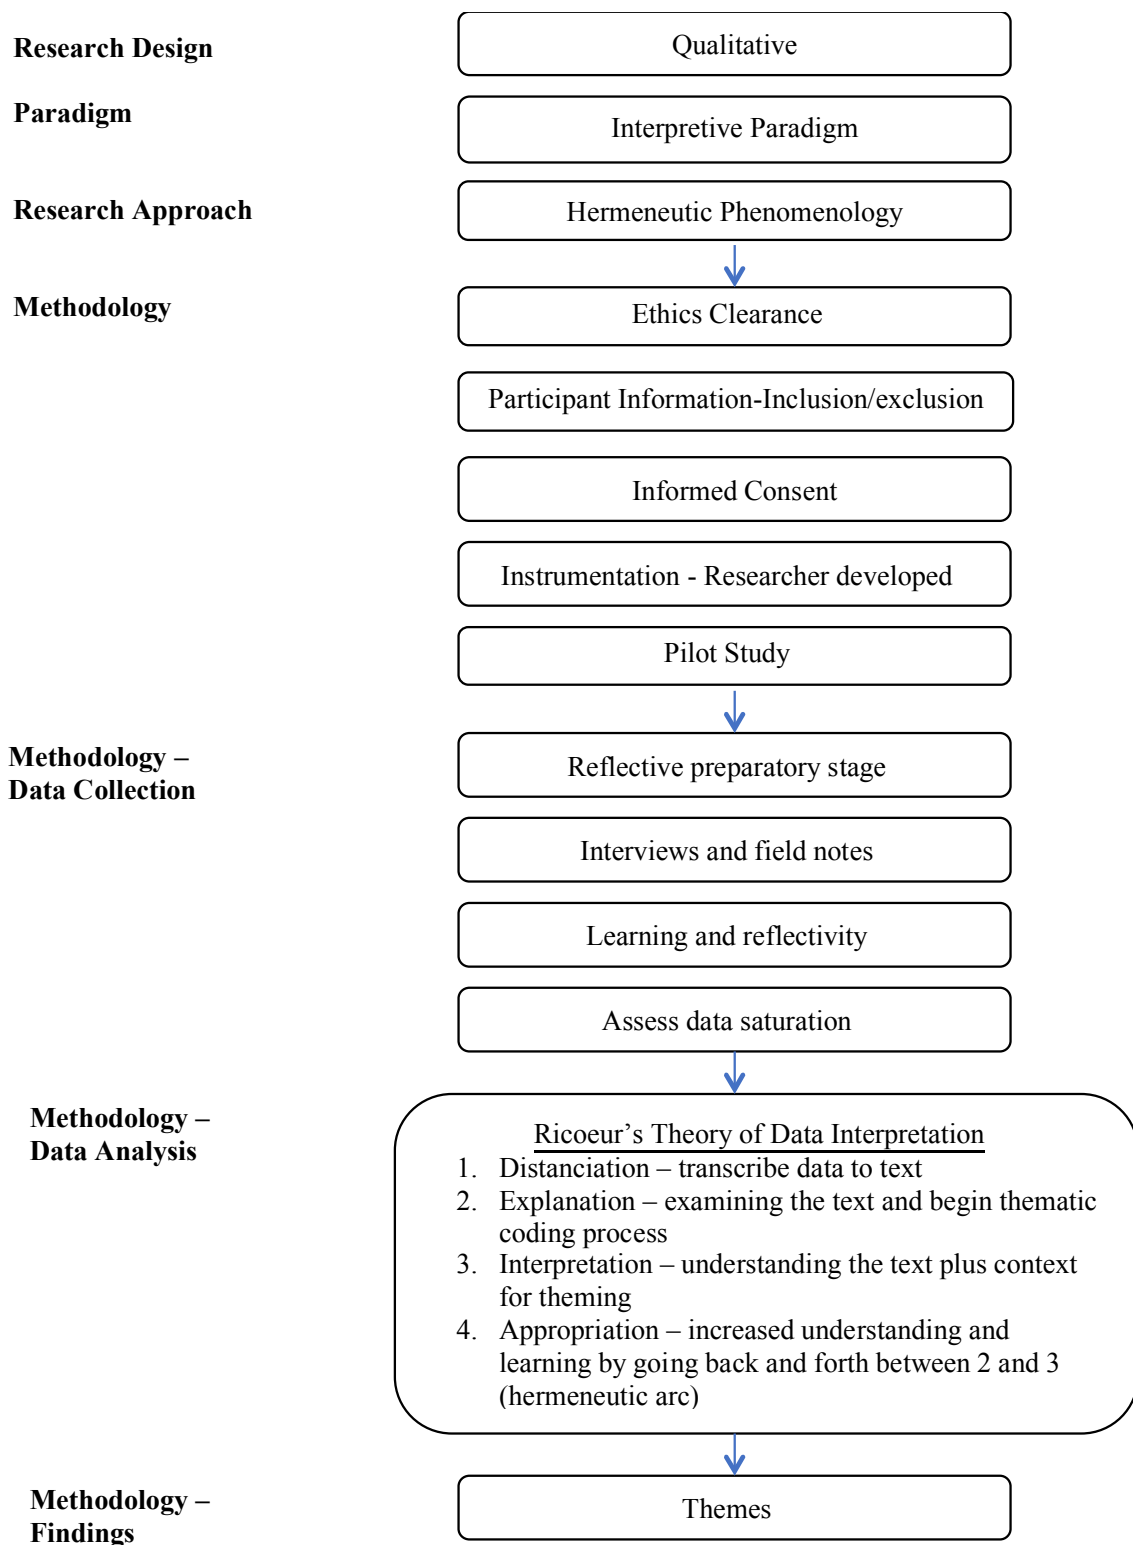 Research Design
Qualitative
Paradigm
Interpretive Paradigm
Research Approach
Hermeneutic Phenomenology
Methodology
Ethics Clearance
Participant Information-Inclusion/exclusion
Informed Consent
Instrumentation - Researcher developed
Pilot Study
Methodology –
Data Collection
Reflective preparatory stage
Interviews and field notes
Learning and reflectivity
Assess data saturation
Methodology –
Data Analysis
Ricoeur’s Theory of Data Interpretation
1. Distanciation – transcribe data to text
2. Explanation – examining the text and begin thematic
coding process
3. Interpretation – understanding the text plus context
for theming
4. Appropriation – increased understanding and
learning by going back and forth between 2 and 3
(hermeneutic arc)
Methodology –
Findings
Themes